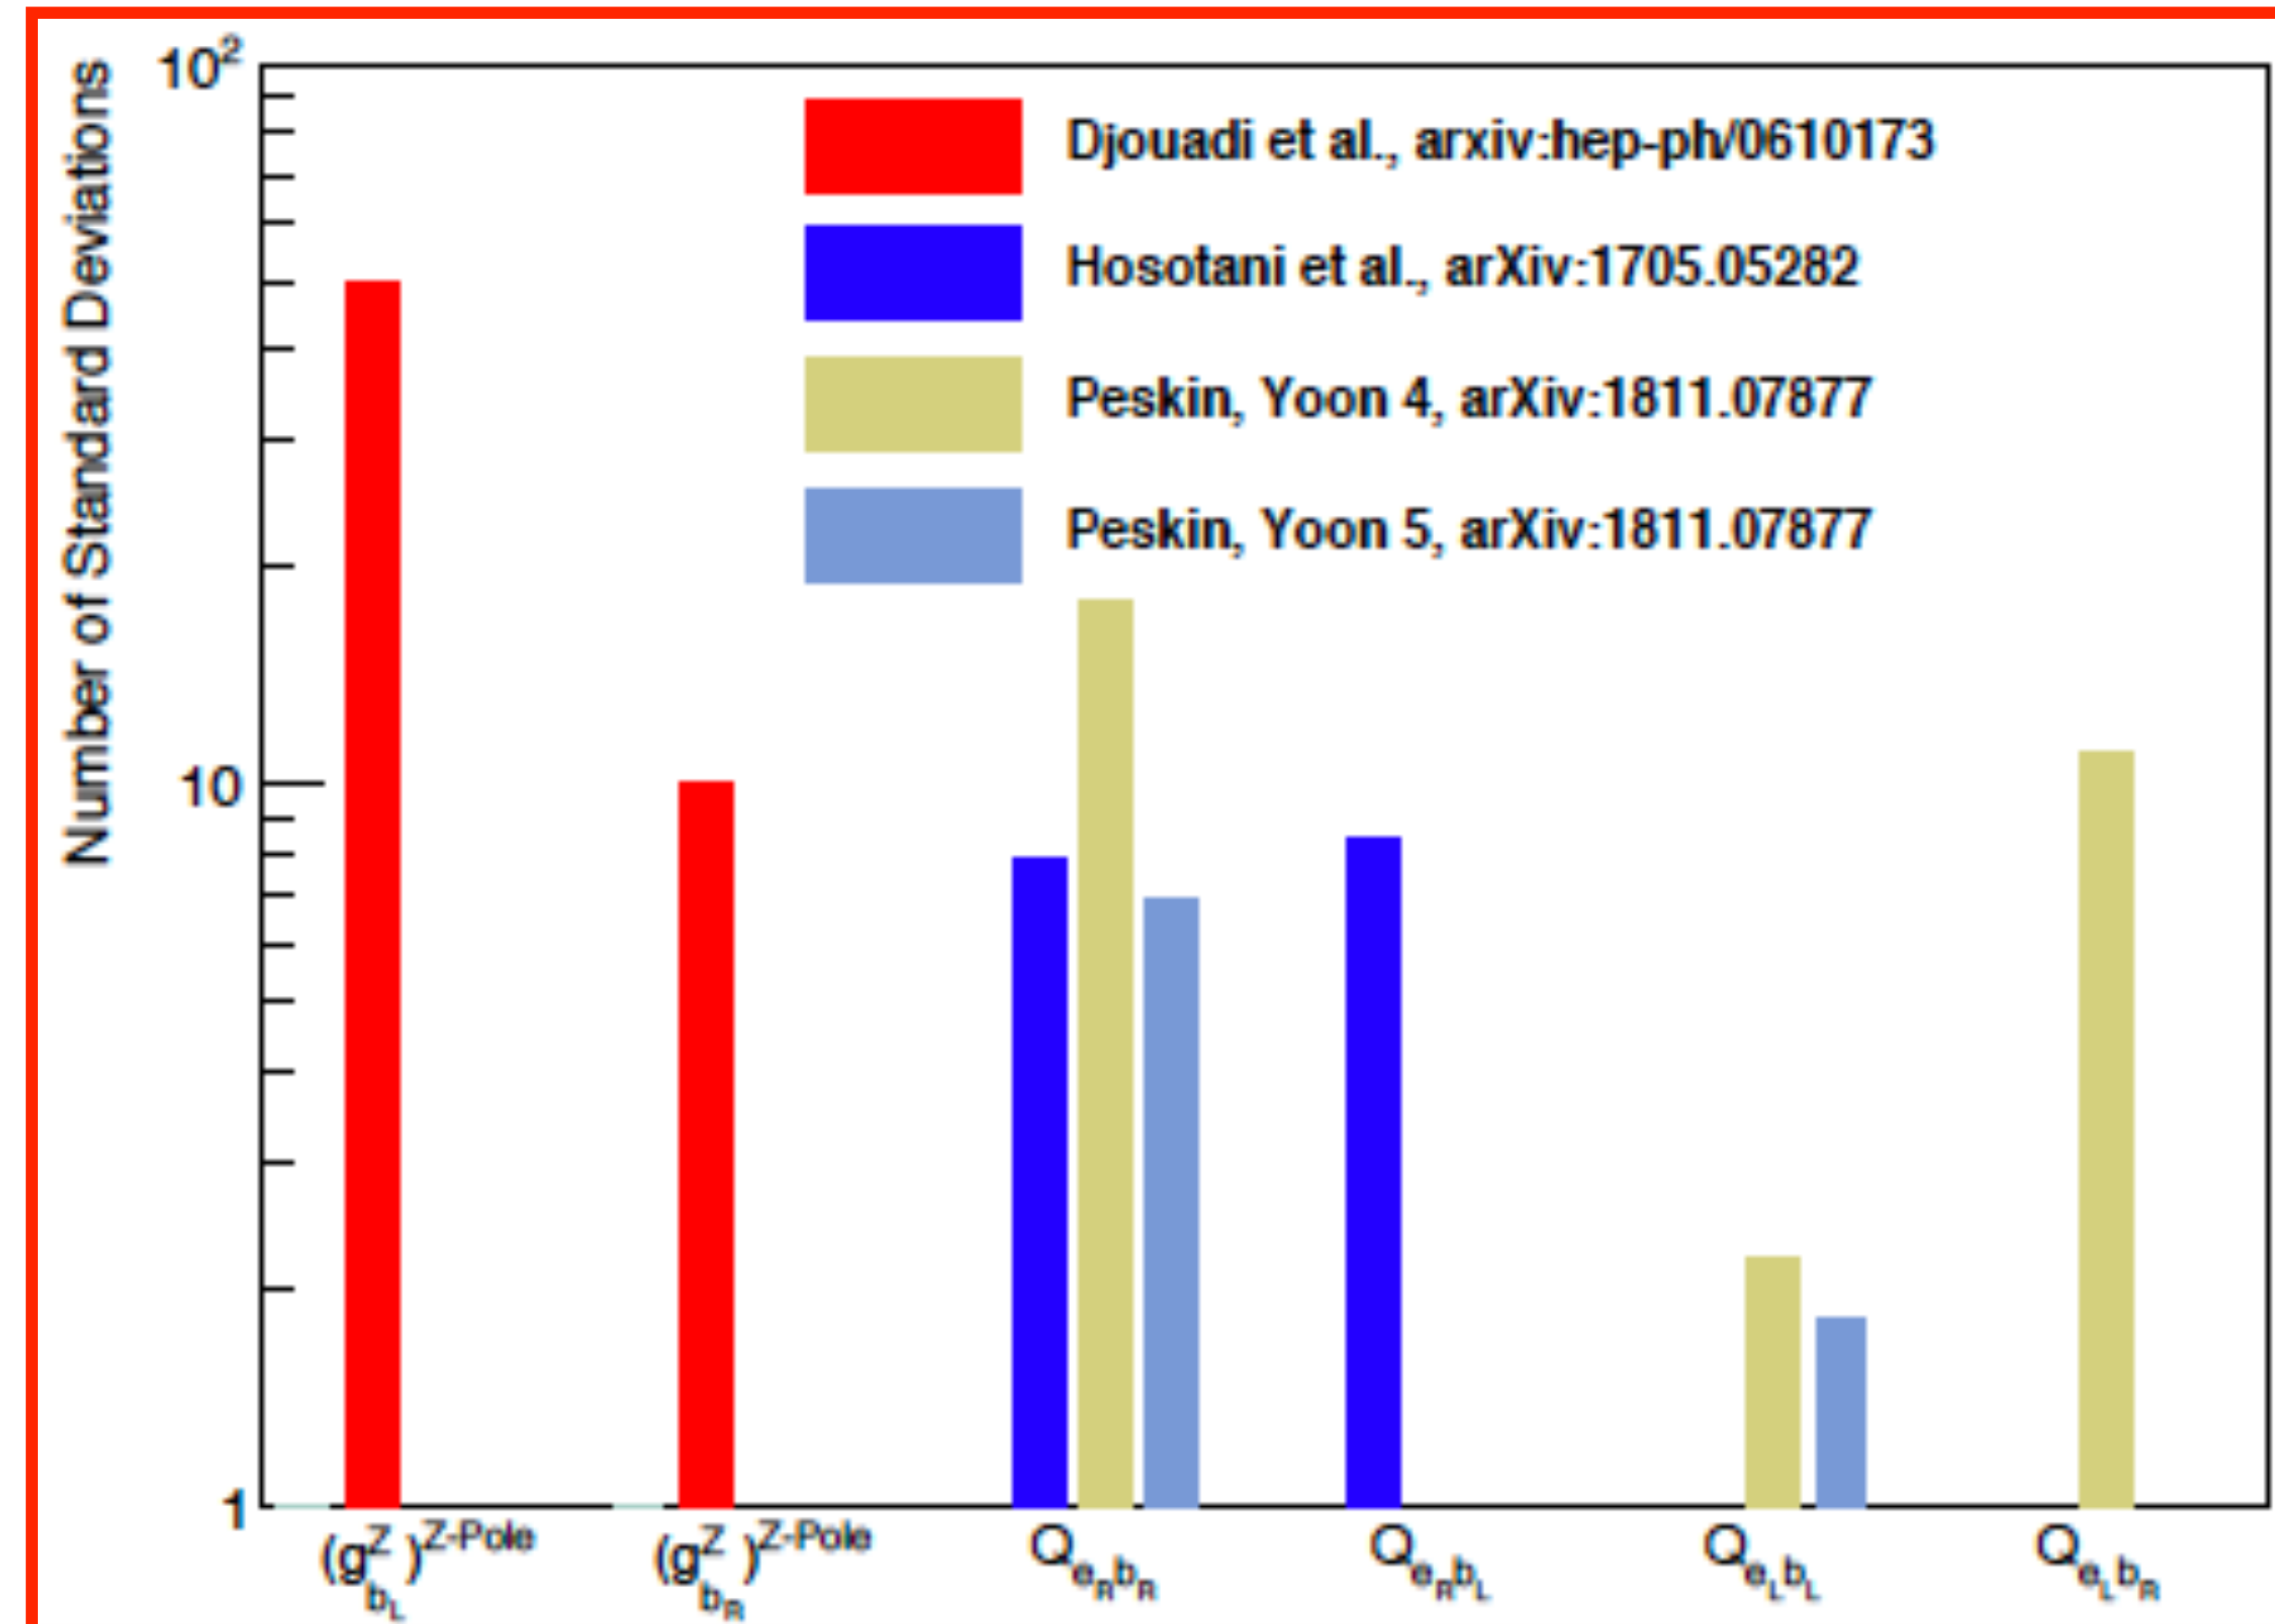 Number of Standard Deviations
10²
10
1
Djouadi et al., arxiv:hep-ph/0610173
Hosotani et al., arXiv:1705.05282
Peskin, Yoon 4, arXiv:1811.07877
Peskin, Yoon 5, arXiv:1811.07877
(g^Z_{b_L})^{Z-Pole}
(g^Z_{b_R})^{Z-Pole}
Q_{e_R b_R}
Q_{e_R b_L}
Q_{e_L b_L}
Q_{e_L b_R}